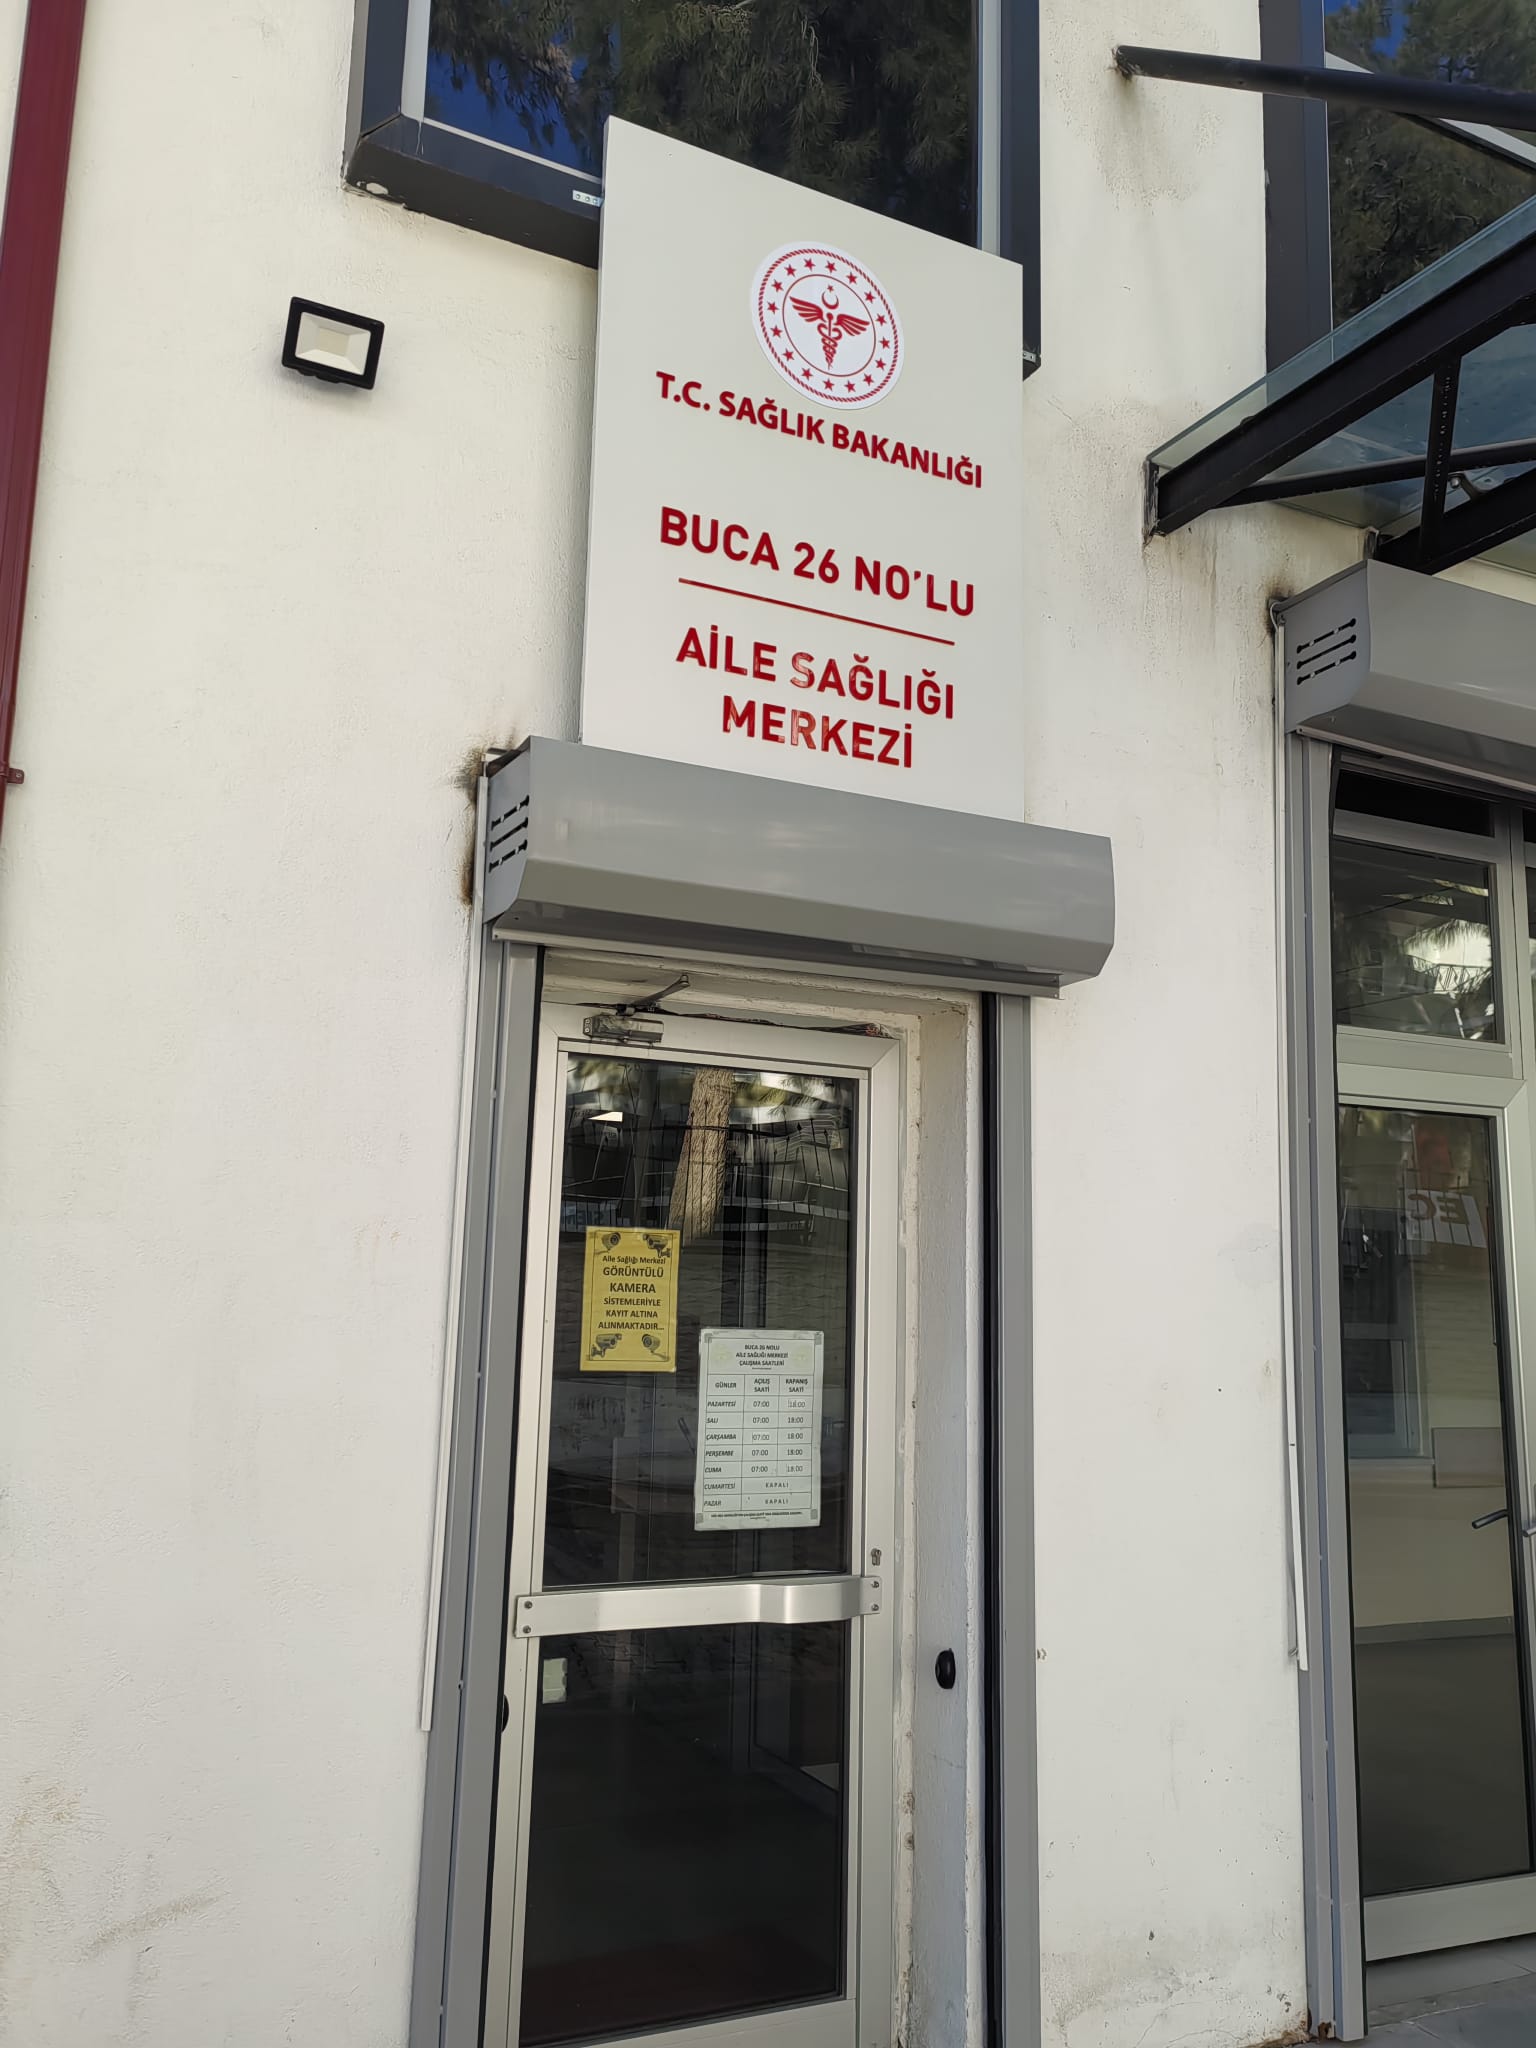 T.C. SAĞLIK BAKANLIĞI
BUCA 26 NO'LU
AİLE SAĞLIĞI
MERKEZİ
Aile Sağlığı Merkezi
GÖRÜNTÜLÜ
KAMERA
SİSTEMLERİYLE
KAYIT ALTINA
ALINMAKTADIR...
BUCA 26 NOLU
AİLE SAĞLIĞI MERKEZİ
ÇALIŞMA SAATLERİ
GÜNLER AÇILIŞ SAATİ KAPANIŞ SAATİ
PAZARTESİ 07:00 18:00
SALI 07:00 18:00
ÇARŞAMBA 07:00 18:00
PERŞEMBE 07:00 18:00
CUMA 07:00 18:00
CUMARTESİ KAPALI
PAZAR KAPALI